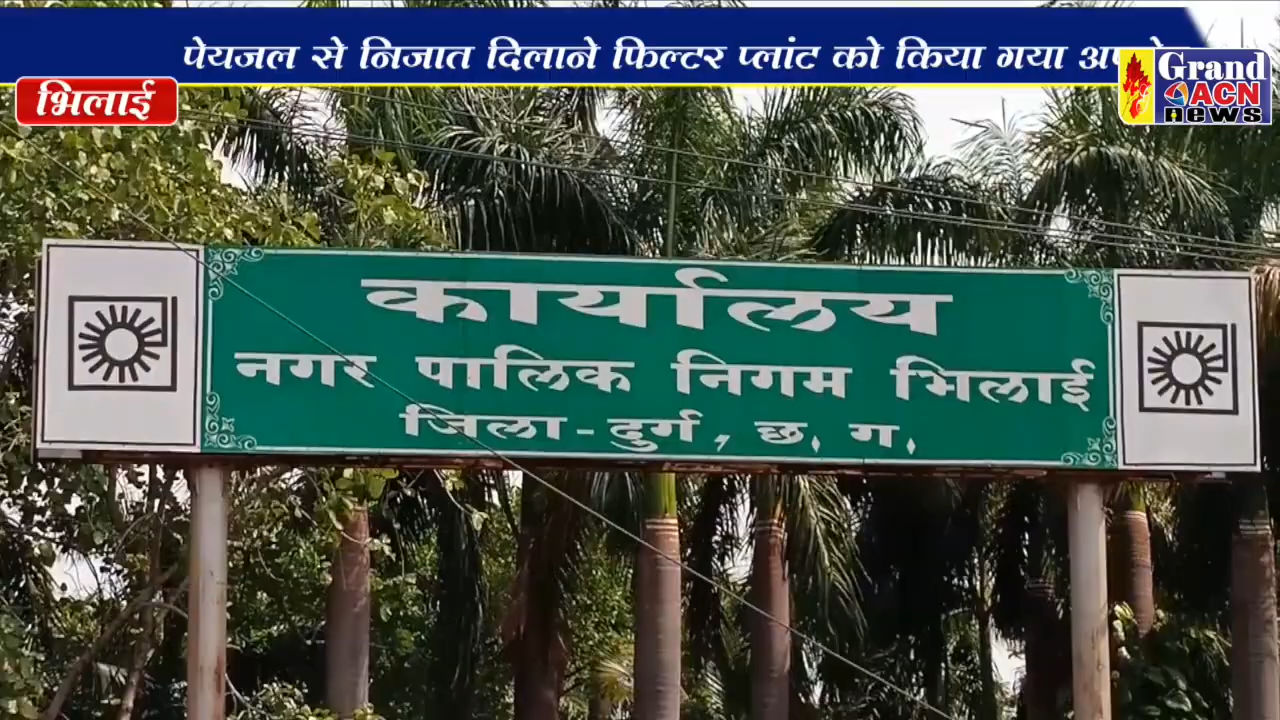 पेयजल से निजात दिलाने फिल्टर प्लांट को किया गया
भिलाई
Grand
ACN
news
कार्यालय
नगर पालिक निगम भिलाई
जिला - दुर्ग, छ. ग.